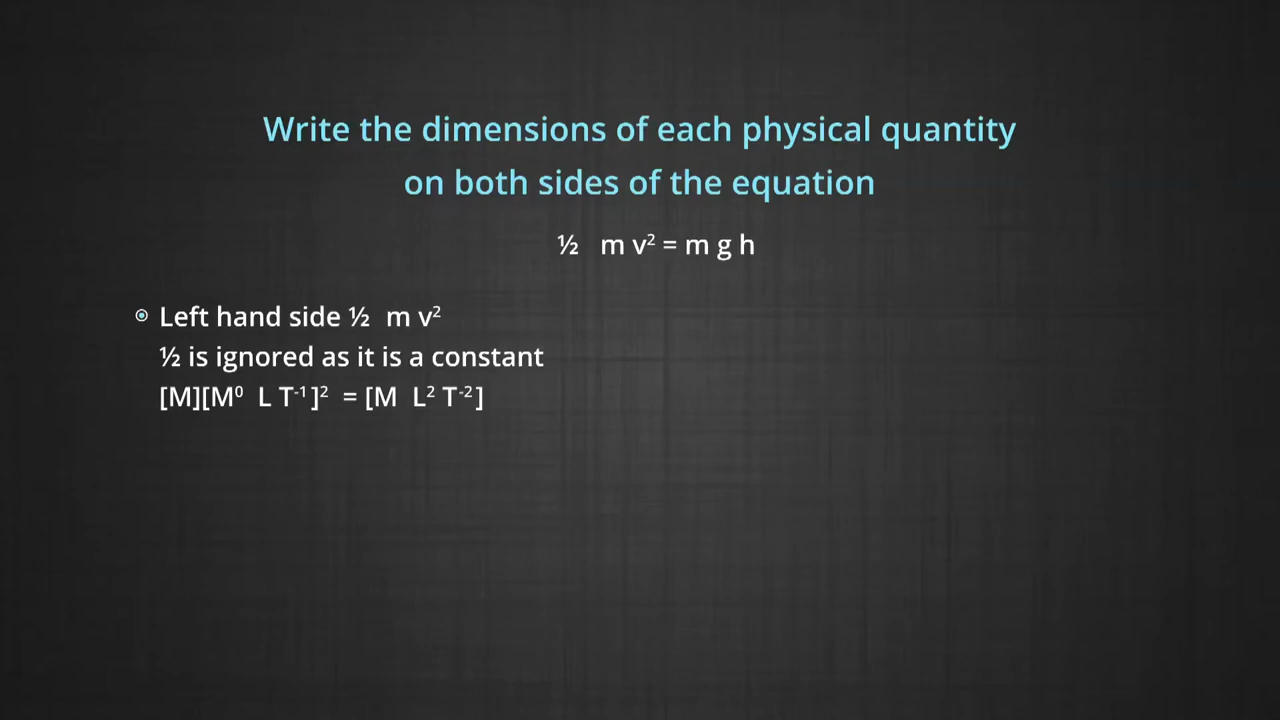 Write the dimensions of each physical quantity
on both sides of the equation
½ m v² = m g h
Left hand side ½ m v²
½ is ignored as it is a constant
[M][M⁰ L T⁻¹]² = [M L² T⁻²]